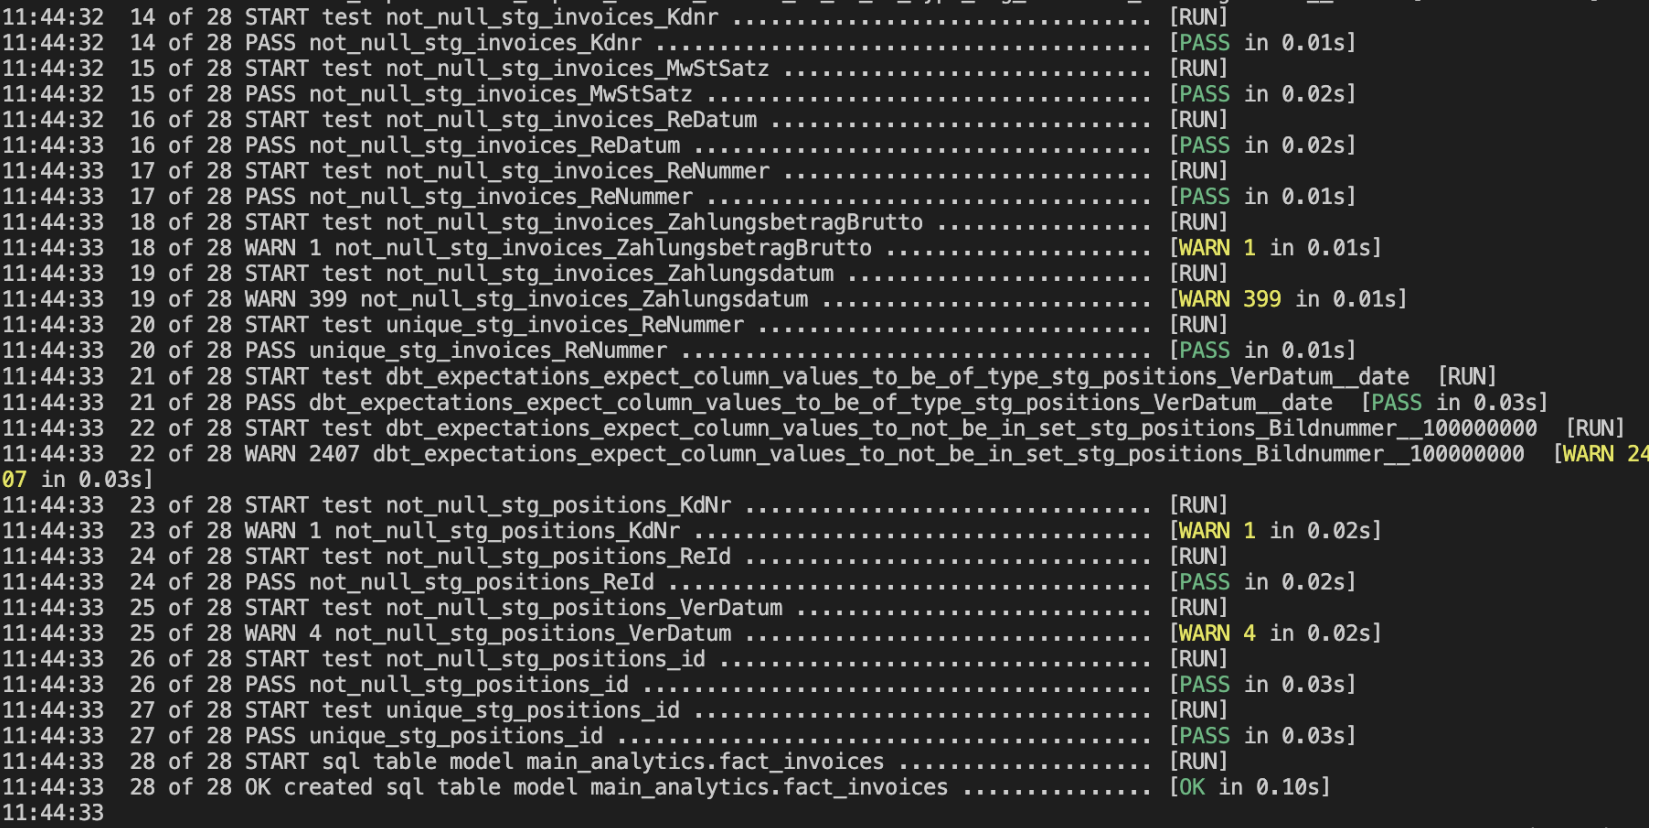 11:44:32  14 of 28 START test not_null_stg_invoices_Kdnr ................................. [RUN]
11:44:32  14 of 28 PASS not_null_stg_invoices_Kdnr ....................................... [PASS in 0.01s]
11:44:32  15 of 28 START test not_null_stg_invoices_MwStSatz ............................. [RUN]
11:44:32  15 of 28 PASS not_null_stg_invoices_MwStSatz ................................... [PASS in 0.02s]
11:44:32  16 of 28 START test not_null_stg_invoices_ReDatum .............................. [RUN]
11:44:33  16 of 28 PASS not_null_stg_invoices_ReDatum .................................... [PASS in 0.02s]
11:44:33  17 of 28 START test not_null_stg_invoices_ReNummer ............................. [RUN]
11:44:33  17 of 28 PASS not_null_stg_invoices_ReNummer ................................... [PASS in 0.01s]
11:44:33  18 of 28 START test not_null_stg_invoices_ZahlungsbetragBrutto ................. [RUN]
11:44:33  18 of 28 WARN 1 not_null_stg_invoices_ZahlungsbetragBrutto ..................... [WARN 1 in 0.01s]
11:44:33  19 of 28 START test not_null_stg_invoices_Zahlungsdatum ........................ [RUN]
11:44:33  19 of 28 WARN 399 not_null_stg_invoices_Zahlungsdatum .......................... [WARN 399 in 0.01s]
11:44:33  20 of 28 START test unique_stg_invoices_ReNummer ............................... [RUN]
11:44:33  20 of 28 PASS unique_stg_invoices_ReNummer ..................................... [PASS in 0.01s]
11:44:33  21 of 28 START test dbt_expectations_expect_column_values_to_be_of_type_stg_positions_VerDatum__date  [RUN]
11:44:33  21 of 28 PASS dbt_expectations_expect_column_values_to_be_of_type_stg_positions_VerDatum__date  [PASS in 0.03s]
11:44:33  22 of 28 START test dbt_expectations_expect_column_values_to_not_be_in_set_stg_positions_Bildnummer__100000000  [RUN]
11:44:33  22 of 28 WARN 2407 dbt_expectations_expect_column_values_to_not_be_in_set_stg_positions_Bildnummer__100000000  [WARN 24
07 in 0.03s]
11:44:33  23 of 28 START test not_null_stg_positions_KdNr ................................ [RUN]
11:44:33  23 of 28 WARN 1 not_null_stg_positions_KdNr .................................... [WARN 1 in 0.02s]
11:44:33  24 of 28 START test not_null_stg_positions_ReId ................................ [RUN]
11:44:33  24 of 28 PASS not_null_stg_positions_ReId ...................................... [PASS in 0.02s]
11:44:33  25 of 28 START test not_null_stg_positions_VerDatum ............................ [RUN]
11:44:33  25 of 28 WARN 4 not_null_stg_positions_VerDatum ................................ [WARN 4 in 0.02s]
11:44:33  26 of 28 START test not_null_stg_positions_id .................................. [RUN]
11:44:33  26 of 28 PASS not_null_stg_positions_id ........................................ [PASS in 0.03s]
11:44:33  27 of 28 START test unique_stg_positions_id .................................... [RUN]
11:44:33  27 of 28 PASS unique_stg_positions_id .......................................... [PASS in 0.03s]
11:44:33  28 of 28 START sql table model main_analytics.fact_invoices .................... [RUN]
11:44:33  28 of 28 OK created sql table model main_analytics.fact_invoices ............... [OK in 0.10s]
11:44:33